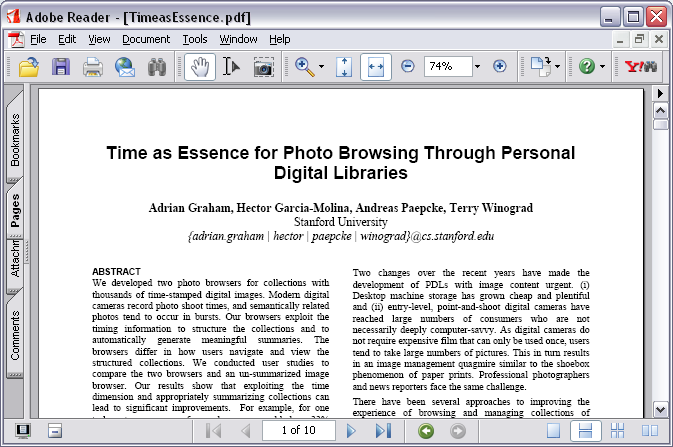 Adobe Reader - [TimeasEssence.pdf]
File Edit View Document Tools Window Help
74%
Y!
Bookmarks
Pages
Attachm
Comments
Time as Essence for Photo Browsing Through Personal
Digital Libraries
Adrian Graham, Hector Garcia-Molina, Andreas Paepcke, Terry Winograd
Stanford University
{adrian.graham | hector | paepcke | winograd}@cs.stanford.edu
ABSTRACT
We developed two photo browsers for collections with
thousands of time-stamped digital images. Modern digital
cameras record photo shoot times, and semantically related
photos tend to occur in bursts. Our browsers exploit the
timing information to structure the collections and to
automatically generate meaningful summaries. The
browsers differ in how users navigate and view the
structured collections. We conducted user studies to
compare the two browsers and an un-summarized image
browser. Our results show that exploiting the time
dimension and appropriately summarizing collections can
lead to significant improvements. For example, for one
Two changes over the recent years have made the
development of PDLs with image content urgent. (i)
Desktop machine storage has grown cheap and plentiful
and (ii) entry-level, point-and-shoot digital cameras have
reached large numbers of consumers who are not
necessarily deeply computer-savvy. As digital cameras do
not require expensive film that can only be used once, users
tend to take large numbers of pictures. This in turn results
in an image management quagmire similar to the shoebox
phenomenon of paper prints. Professional photographers
and news reporters face the same challenge.
There have been several approaches to improving the
experience of browsing and managing collections of
1 of 10